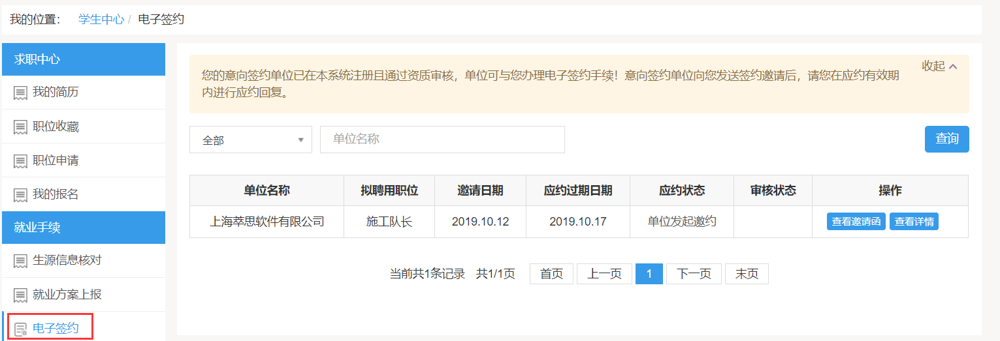 我的位置： 学生中心 / 电子签约
求职中心
我的简历
职位收藏
职位申请
我的报名
就业手续
生源信息核对
就业方案上报
电子签约
您的意向签约单位已在本系统注册且通过资质审核，单位可与您办理电子签约手续！意向签约单位向您发送签约邀请后，请您在应约有效期
内进行应约回复。
收起
全部 单位名称 查询
单位名称 拟聘用职位 邀请日期 应约过期日期 应约状态 审核状态 操作
上海萃思软件有限公司 施工队长 2019.10.12 2019.10.17 单位发起邀约 查看邀请函 查看详情
当前共1条记录 共1/1页 首页 上一页 1 下一页 末页